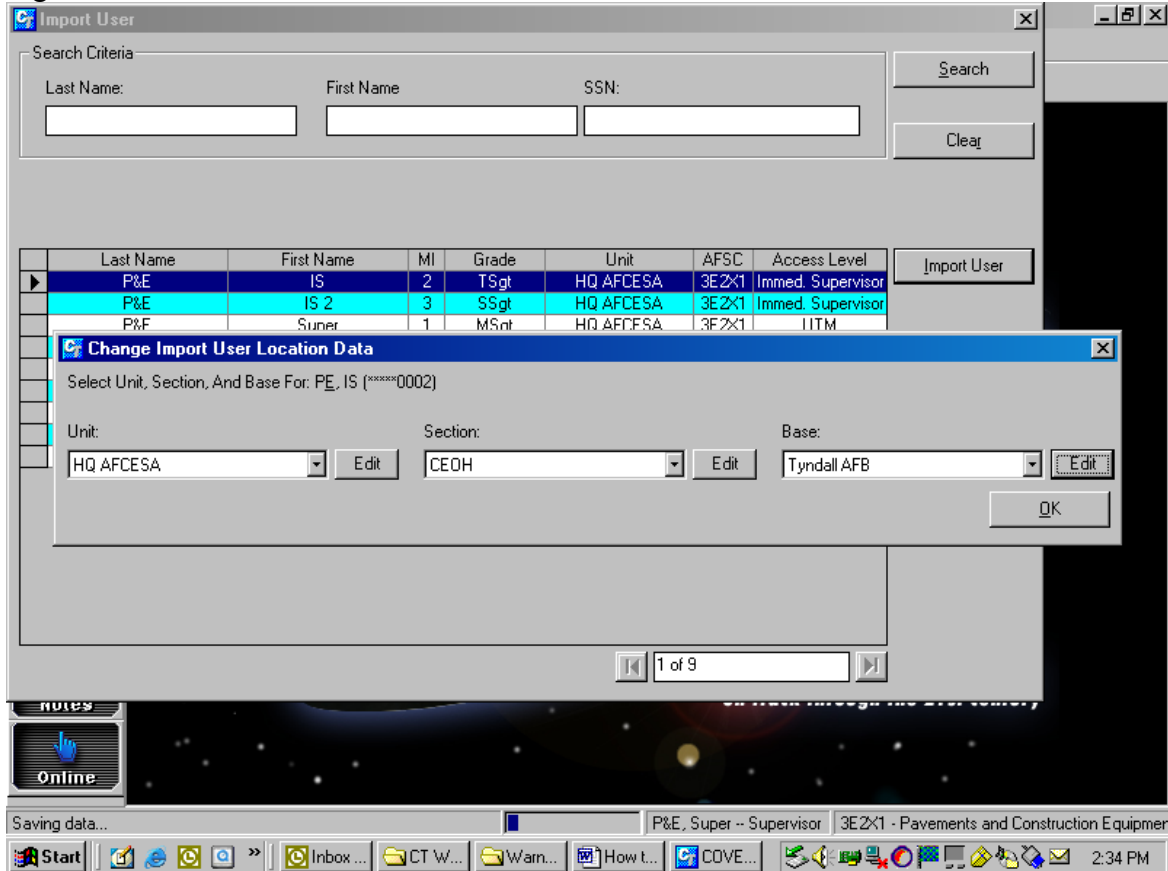 Import User
Search Criteria
Last Name: First Name SSN:
Search
Clear
Last Name First Name MI Grade Unit AFSC Access Level
Import User
P&E IS 2 TSgt HQ AFCESA 3E2X1 Immed. Supervisor
P&E IS 2 3 SSgt HQ AFCESA 3E2X1 Immed. Supervisor
P&E Super 1 MSgt HQ AFCESA 3E2X1 UTM
Change Import User Location Data
Select Unit, Section, And Base For: PE, IS (*****0002)
Unit: Section: Base:
HQ AFCESA Edit CEOH Edit Tyndall AFB Edit
OK
1 of 9
Notes
Online
Saving data... P&E, Super -- Supervisor 3E2X1 - Pavements and Construction Equipmer
Start » Inbox ... CT W... Warn... How t... COVE... 2:34 PM